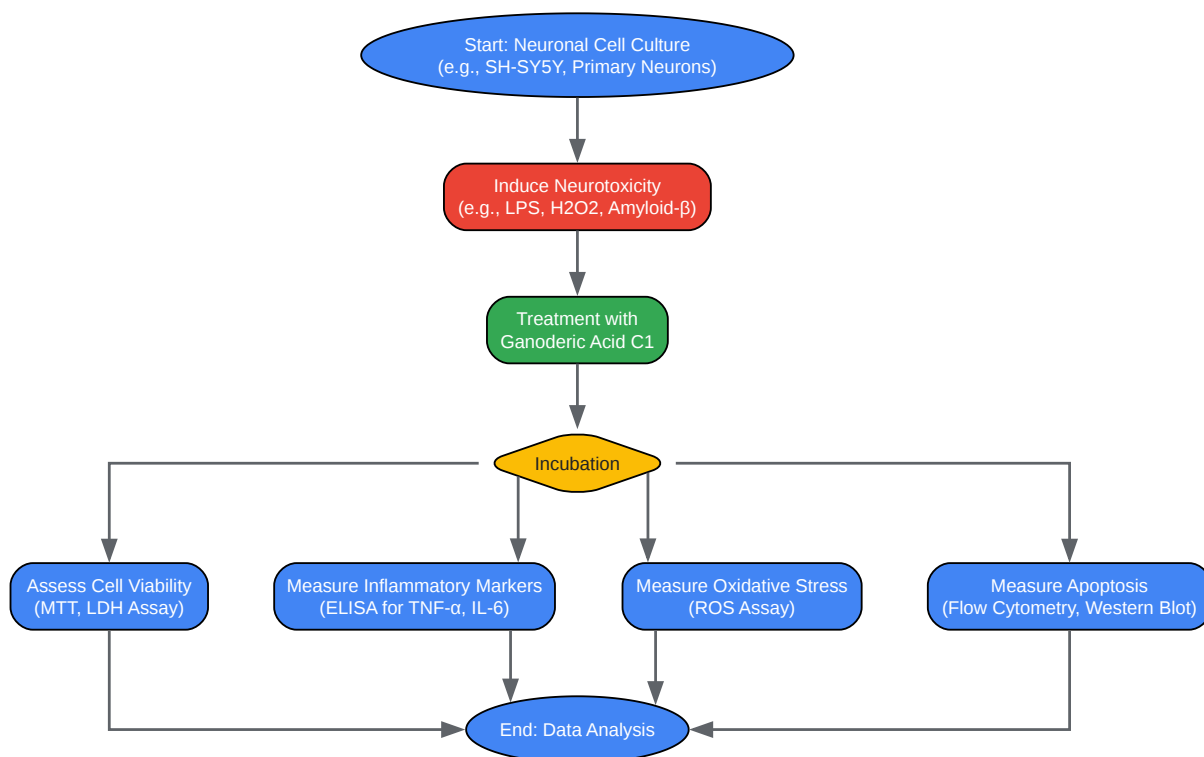 Start: Neuronal Cell Culture
(e.g., SH-SY5Y, Primary Neurons)
Induce Neurotoxicity
(e.g., LPS, H2O2, Amyloid-β)
Treatment with
Ganoderic Acid C1
Incubation
Assess Cell Viability
(MTT, LDH Assay)
Measure Inflammatory Markers
(ELISA for TNF-α, IL-6)
Measure Oxidative Stress
(ROS Assay)
Measure Apoptosis
(Flow Cytometry, Western Blot)
End: Data Analysis